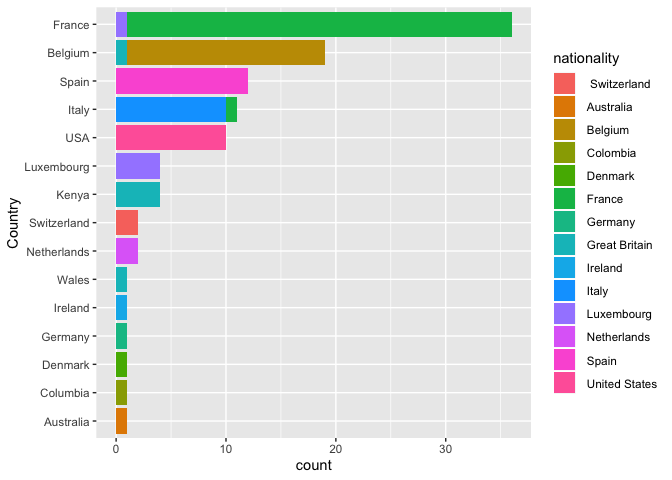 France
Belgium
Spain
Italy
USA
Luxembourg
Kenya
Switzerland
Netherlands
Wales
Ireland
Germany
Denmark
Columbia
Australia
Country
0 10 20 30
count
nationality
Switzerland
Australia
Belgium
Colombia
Denmark
France
Germany
Great Britain
Ireland
Italy
Luxembourg
Netherlands
Spain
United States